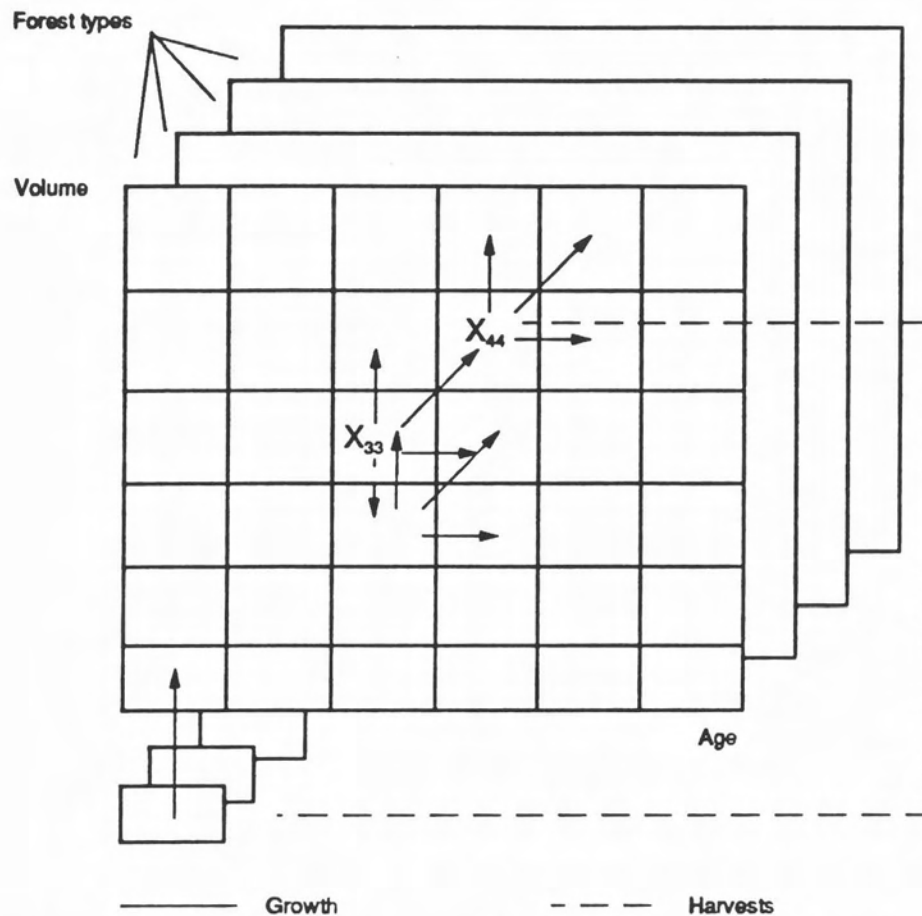 Forest types
Volume
X₄₄
X₃₃
Age
Growth
Harvests